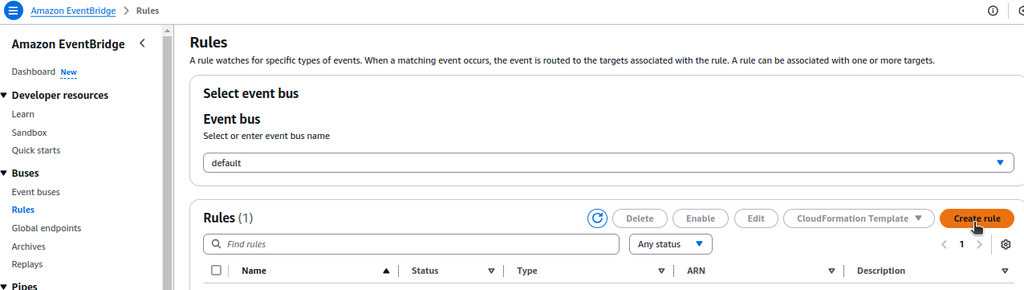 Amazon EventBridge > Rules
Amazon EventBridge
Dashboard New
Developer resources
Learn
Sandbox
Quick starts
Buses
Event buses
Rules
Global endpoints
Archives
Replays
Pipes
Rules
A rule watches for specific types of events. When a matching event occurs, the event is routed to the targets associated with the rule. A rule can be associated with one or more targets.
Select event bus
Event bus
Select or enter event bus name
default
Rules (1)
Delete
Enable
Edit
CloudFormation Template
Create rule
Find rules
Any status
1
Name
Status
Type
ARN
Description